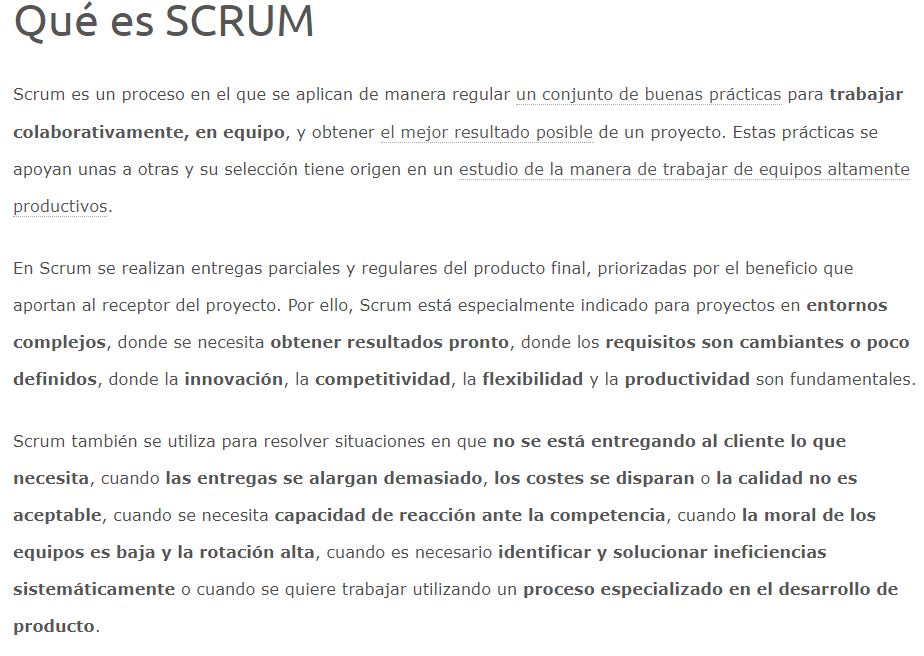 Qué es SCRUM
Scrum es un proceso en el que se aplican de manera regular un conjunto de buenas prácticas para trabajar
colaborativamente, en equipo, y obtener el mejor resultado posible de un proyecto. Estas prácticas se
apoyan unas a otras y su selección tiene origen en un estudio de la manera de trabajar de equipos altamente
productivos.
En Scrum se realizan entregas parciales y regulares del producto final, priorizadas por el beneficio que
aportan al receptor del proyecto. Por ello, Scrum está especialmente indicado para proyectos en entornos
complejos, donde se necesita obtener resultados pronto, donde los requisitos son cambiantes o poco
definidos, donde la innovación, la competitividad, la flexibilidad y la productividad son fundamentales.
Scrum también se utiliza para resolver situaciones en que no se está entregando al cliente lo que
necesita, cuando las entregas se alargan demasiado, los costes se disparan o la calidad no es
aceptable, cuando se necesita capacidad de reacción ante la competencia, cuando la moral de los
equipos es baja y la rotación alta, cuando es necesario identificar y solucionar ineficiencias
sistemáticamente o cuando se quiere trabajar utilizando un proceso especializado en el desarrollo de
producto.